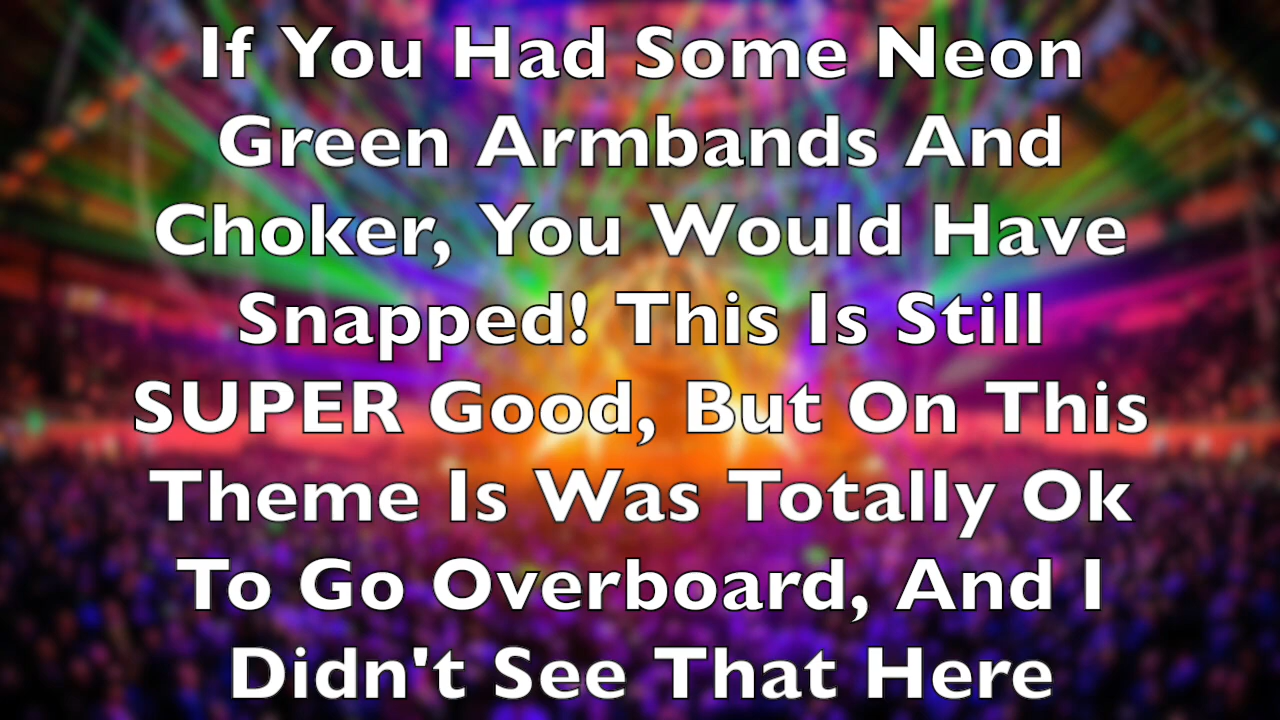 If You Had Some Neon
Green Armbands And
Choker, You Would Have
Snapped! This Is Still
SUPER Good, But On This
Theme Is Was Totally Ok
To Go Overboard, And I
Didn't See That Here